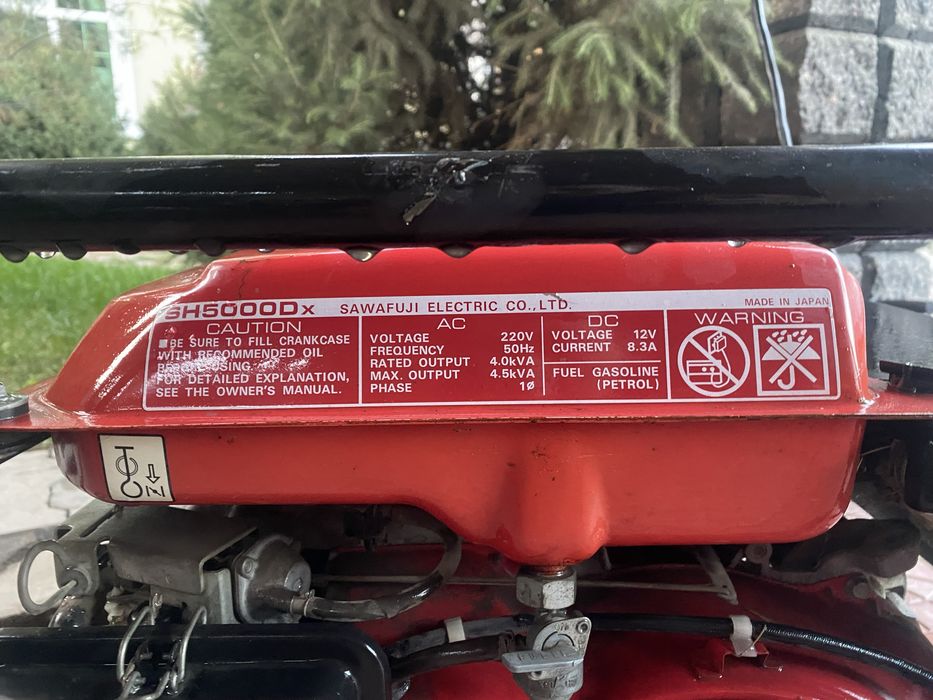 SH5000Dx SAWAFUJI ELECTRIC CO.,LTD. MADE IN JAPAN
CAUTION
BE SURE TO FILL CRANKCASE
WITH RECOMMENDED OIL
BEFORE USING.
FOR DETAILED EXPLANATION,
SEE THE OWNER'S MANUAL.
AC
VOLTAGE 220V
FREQUENCY 50Hz
RATED OUTPUT 4.0kVA
MAX. OUTPUT 4.5kVA
PHASE 1ø
DC
VOLTAGE 12V
CURRENT 8.3A
FUEL GASOLINE
(PETROL)
WARNING